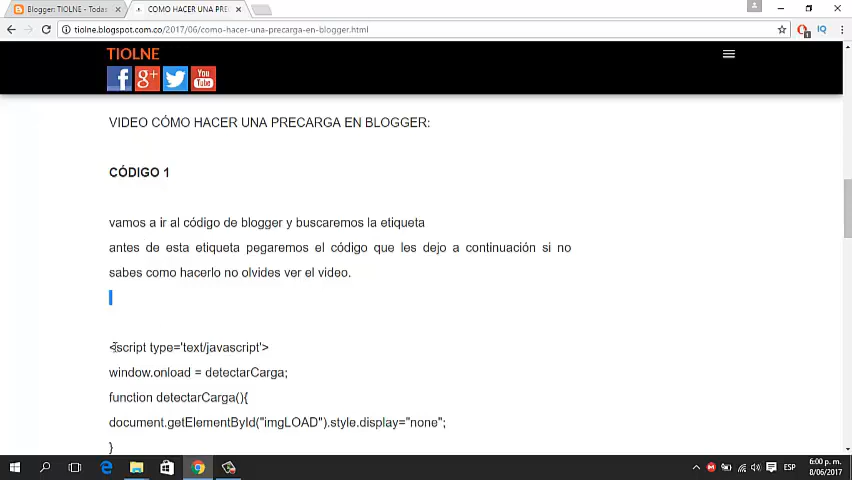 Blogger: TIOLNE - Todas
COMO HACER UNA PRE
tiolne.blogspot.com.co/2017/06/como-hacer-una-precarga-en-blogger.html
TIOLNE
You
Tube
VIDEO CÓMO HACER UNA PRECARGA EN BLOGGER:
CÓDIGO 1
vamos a ir al código de blogger y buscaremos la etiqueta
antes de esta etiqueta pegaremos el código que les dejo a continuación si no
sabes como hacerlo no olvides ver el video.
<script type='text/javascript'>
window.onload = detectarCarga;
function detectarCarga(){
document.getElementById("imgLOAD").style.display="none";
}
ESP
6:00 p. m.
8/06/2017